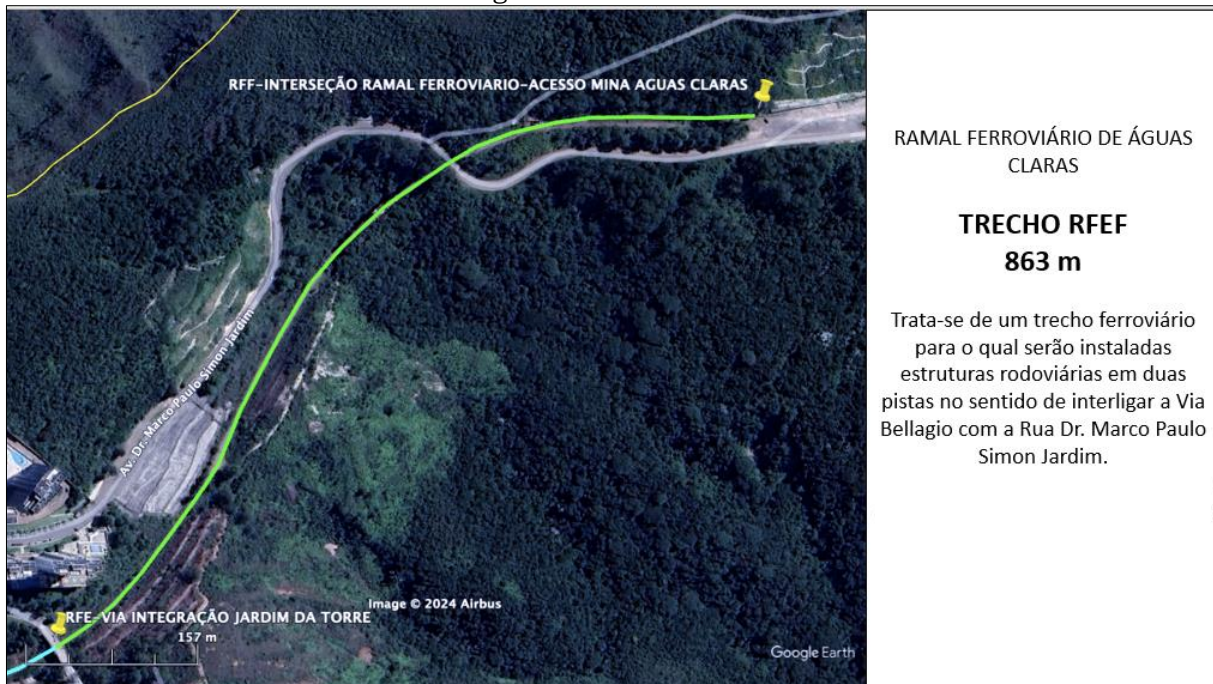 RFF-INTERSEÇÃO RAMAL FERROVIARIO-ACESSO MINA AGUAS CLARAS
Av. Dr. Marco Paulo Simon Jardim
RFE-VIA INTEGRAÇÃO JARDIM DA TORRE
157 m
Image © 2024 Airbus
Google Earth
RAMAL FERROVIÁRIO DE ÁGUAS
CLARAS
TRECHO RFEF
863 m
Trata-se de um trecho ferroviário
para o qual serão instaladas
estruturas rodoviárias em duas
pistas no sentido de interligar a Via
Bellagio com a Rua Dr. Marco Paulo
Simon Jardim.